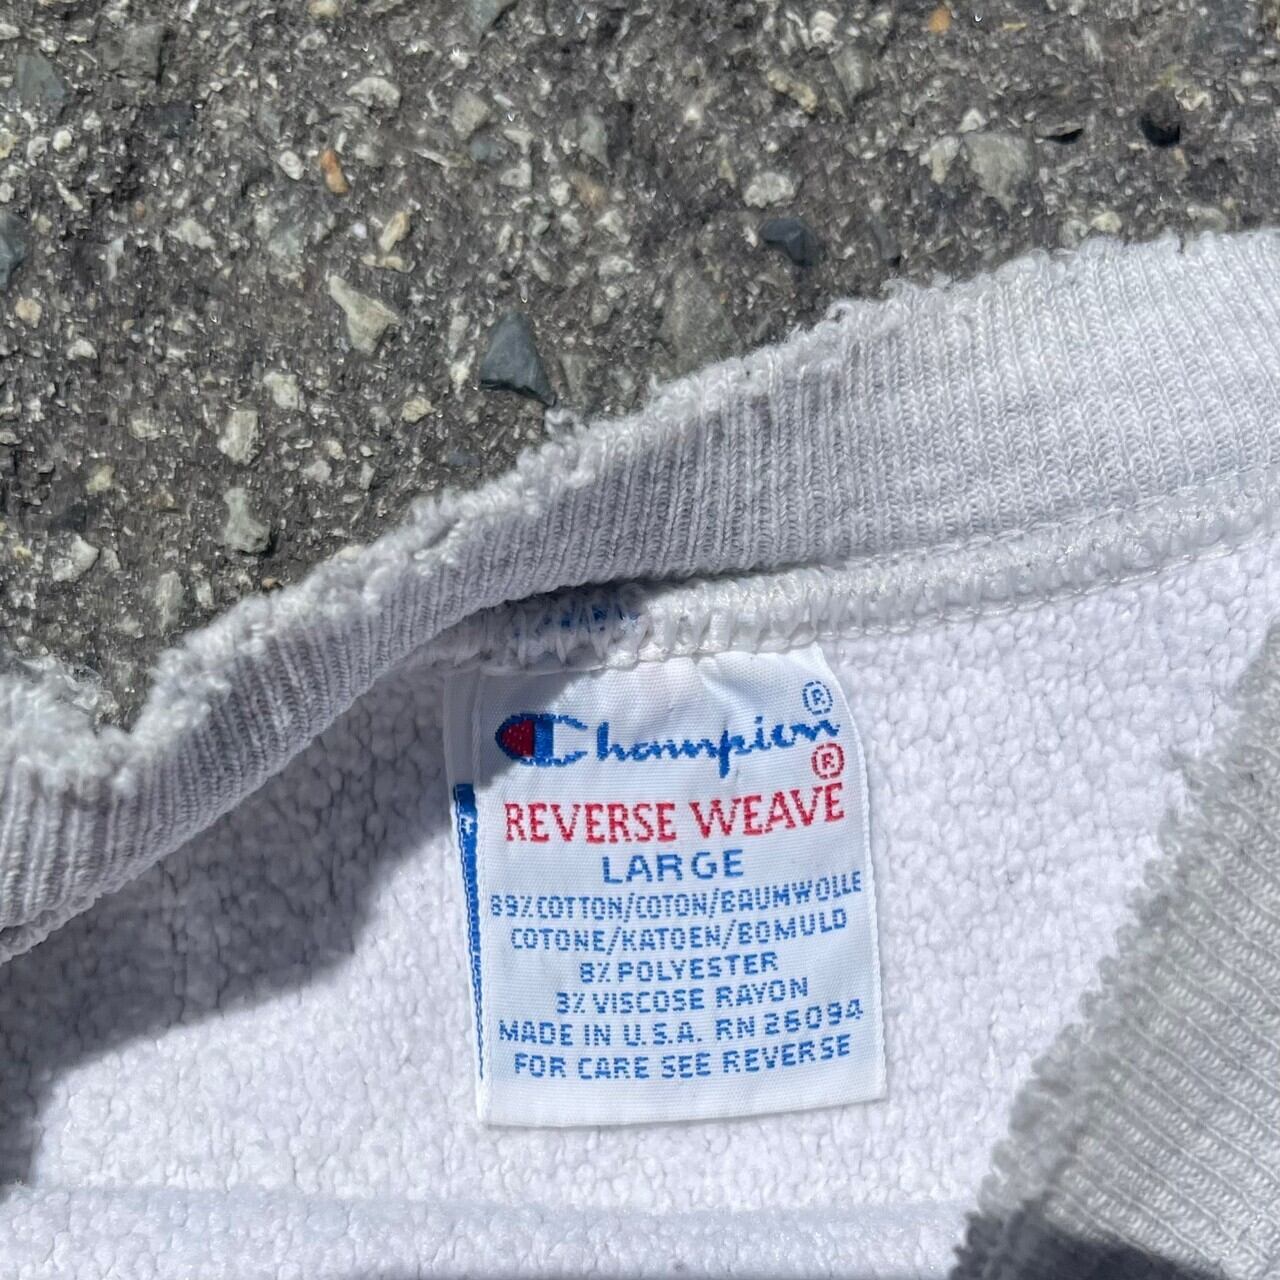 Champion®
REVERSE WEAVE®
LARGE
89% COTTON/COTON/BAUMWOLLE
COTONE/KATOEN/BOMULD
8% POLYESTER
3% VISCOSE RAYON
MADE IN U.S.A. RN 26094
FOR CARE SEE REVERSE